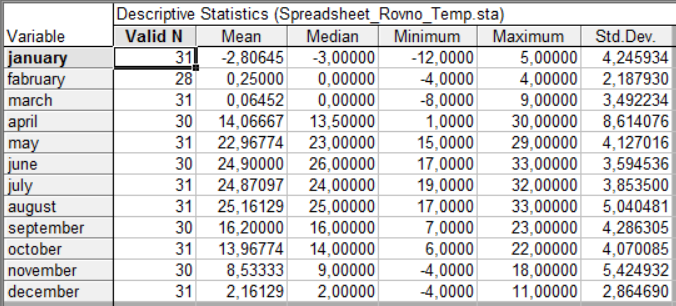 Descriptive Statistics (Spreadsheet_Rovno_Temp.sta)
Variable Valid N Mean Median Minimum Maximum Std.Dev.
january 31 -2,80645 -3,00000 -12,0000 5,00000 4,245934
fabruary 28 0,25000 0,00000 -4,0000 4,00000 2,187930
march 31 0,06452 0,00000 -8,0000 9,00000 3,492234
april 30 14,06667 13,50000 1,0000 30,00000 8,614076
may 31 22,96774 23,00000 15,0000 29,00000 4,127016
june 30 24,90000 26,00000 17,0000 33,00000 3,594536
july 31 24,87097 24,00000 19,0000 32,00000 3,853500
august 31 25,16129 25,00000 17,0000 33,00000 5,040481
september 30 16,20000 16,00000 7,0000 23,00000 4,286305
october 31 13,96774 14,00000 6,0000 22,00000 4,070085
november 30 8,53333 9,00000 -4,0000 18,00000 5,424932
december 31 2,16129 2,00000 -4,0000 11,00000 2,864690